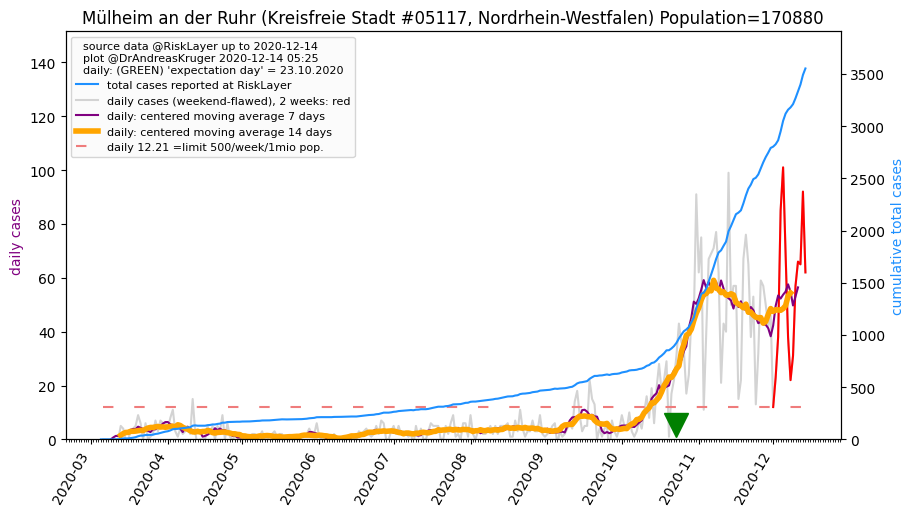 Mülheim an der Ruhr (Kreisfreie Stadt #05117, Nordrhein-Westfalen) Population=170880
source data @RiskLayer up to 2020-12-14
plot @DrAndreasKruger 2020-12-14 05:25
daily: (GREEN) 'expectation day' = 23.10.2020
total cases reported at RiskLayer
daily cases (weekend-flawed), 2 weeks: red
daily: centered moving average 7 days
daily: centered moving average 14 days
daily 12.21 =limit 500/week/1mio pop.
daily cases
140
120
100
80
60
40
20
0
3500
3000
2500
2000
1500
1000
500
0
cumulative total cases
2020-03
2020-04
2020-05
2020-06
2020-07
2020-08
2020-09
2020-10
2020-11
2020-12